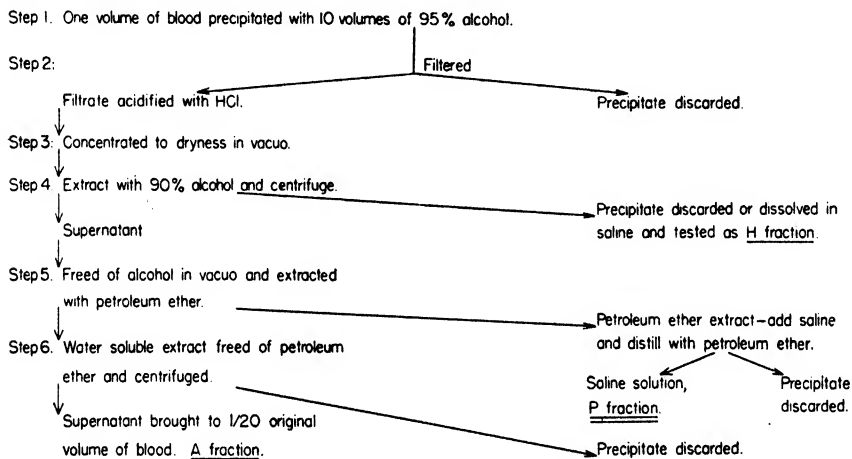 Step 1. One volume of blood precipitated with 10 volumes of 95% alcohol.
Step 2:
Filtered
Filtrate acidified with HCl.
Precipitate discarded.
Step 3: Concentrated to dryness in vacuo.
Step 4 Extract with 90% alcohol and centrifuge.
Precipitate discarded or dissolved in
saline and tested as H fraction.
Supernatant
Step 5. Freed of alcohol in vacuo and extracted
with petroleum ether.
Petroleum ether extract—add saline
and distill with petroleum ether.
Step 6. Water soluble extract freed of petroleum
ether and centrifuged.
Saline solution,
P fraction.
Precipitate
discarded.
Supernatant brought to 1/20 original
volume of blood. A fraction.
Precipitate discarded.